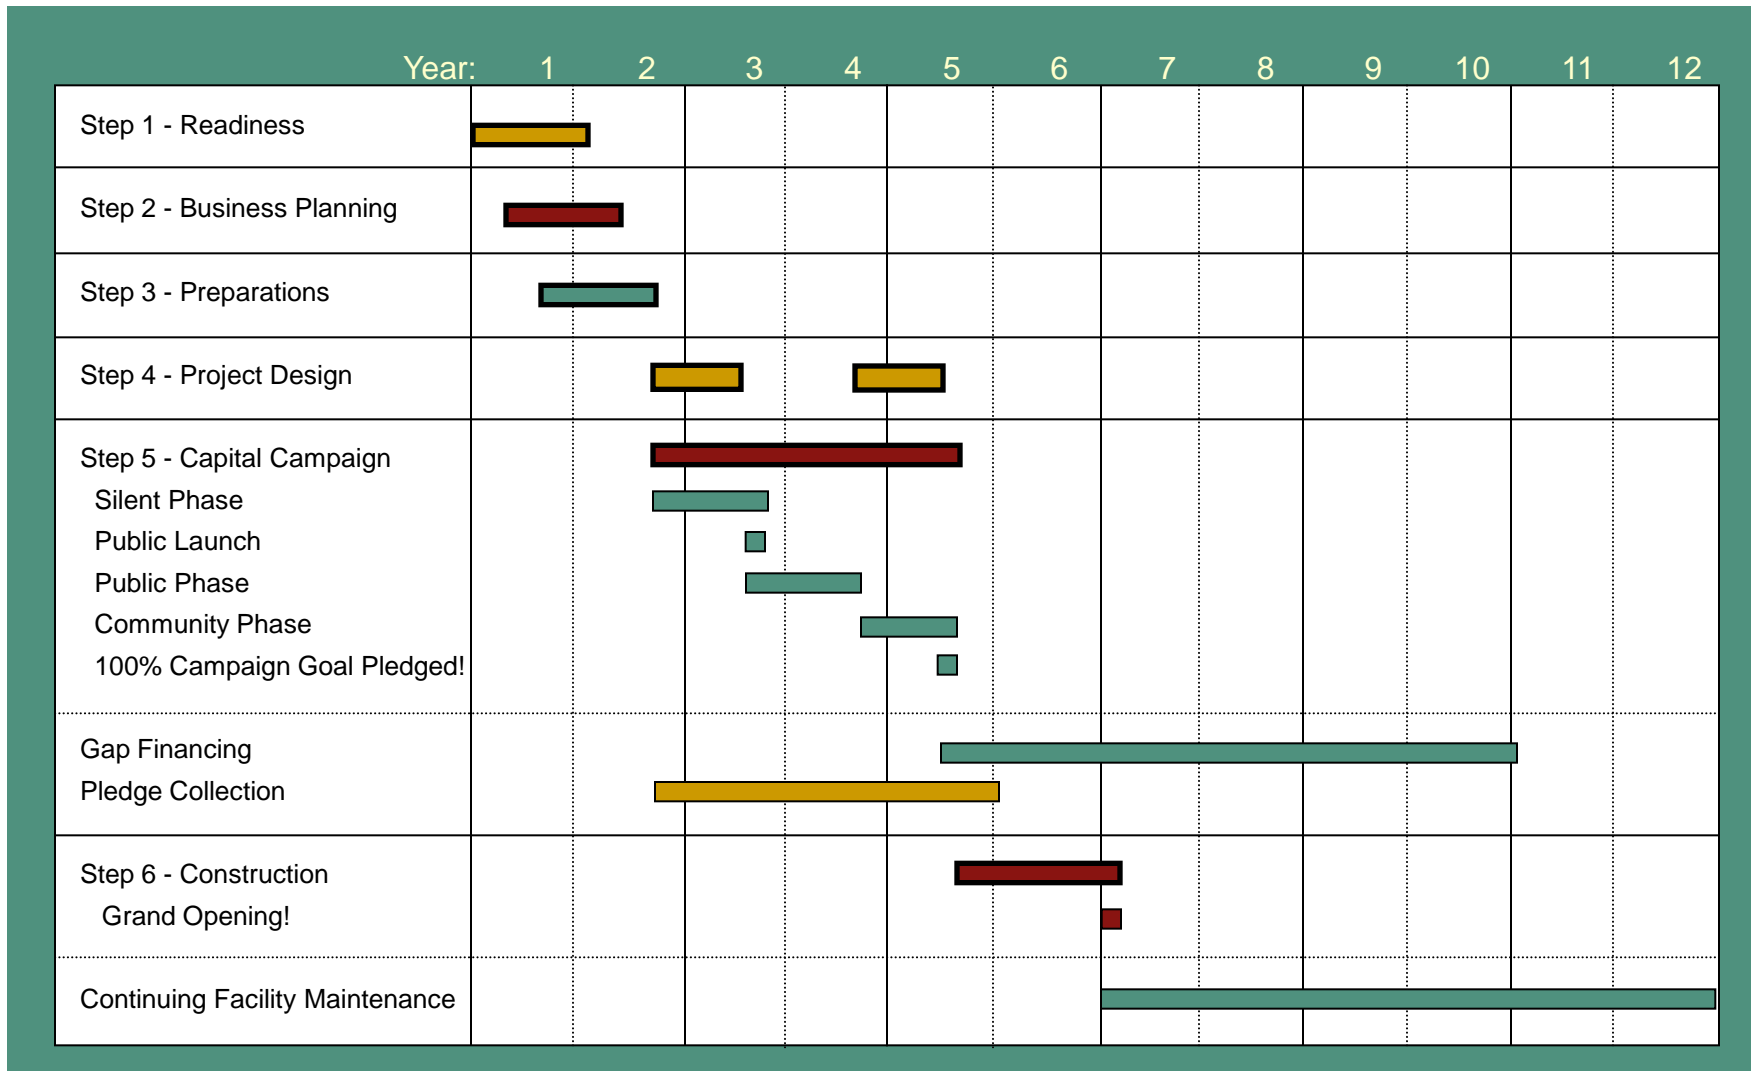 Year: 1 2 3 4 5 6 7 8 9 10 11 12
Step 1 - Readiness
Step 2 - Business Planning
Step 3 - Preparations
Step 4 - Project Design
Step 5 - Capital Campaign
Silent Phase
Public Launch
Public Phase
Community Phase
100% Campaign Goal Pledged!
Gap Financing
Pledge Collection
Step 6 - Construction
Grand Opening!
Continuing Facility Maintenance